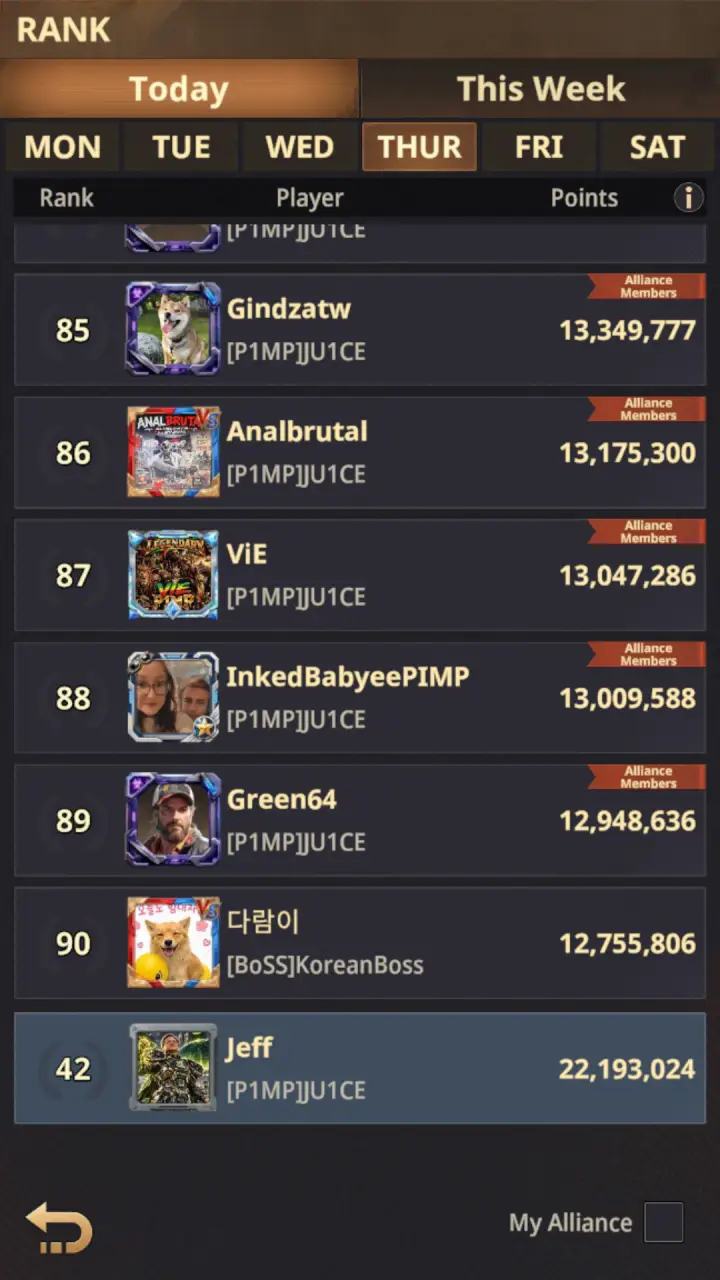 RANK
Today
This Week
MON
TUE
WED
THUR
FRI
SAT
Rank
Player
Points
[P1MP]JU1CE
Alliance
Members
85
Gindzatw
[P1MP]JU1CE
13,349,777
Alliance
Members
86
Analbrutal
[P1MP]JU1CE
13,175,300
Alliance
Members
87
LEGENDARY
ViE
[P1MP]JU1CE
13,047,286
Alliance
Members
88
InkedBabyeePIMP
[P1MP]JU1CE
13,009,588
Alliance
Members
89
Green64
[P1MP]JU1CE
12,948,636
90
다람이
[BoSS]KoreanBoss
12,755,806
42
Jeff
[P1MP]JU1CE
22,193,024
My Alliance